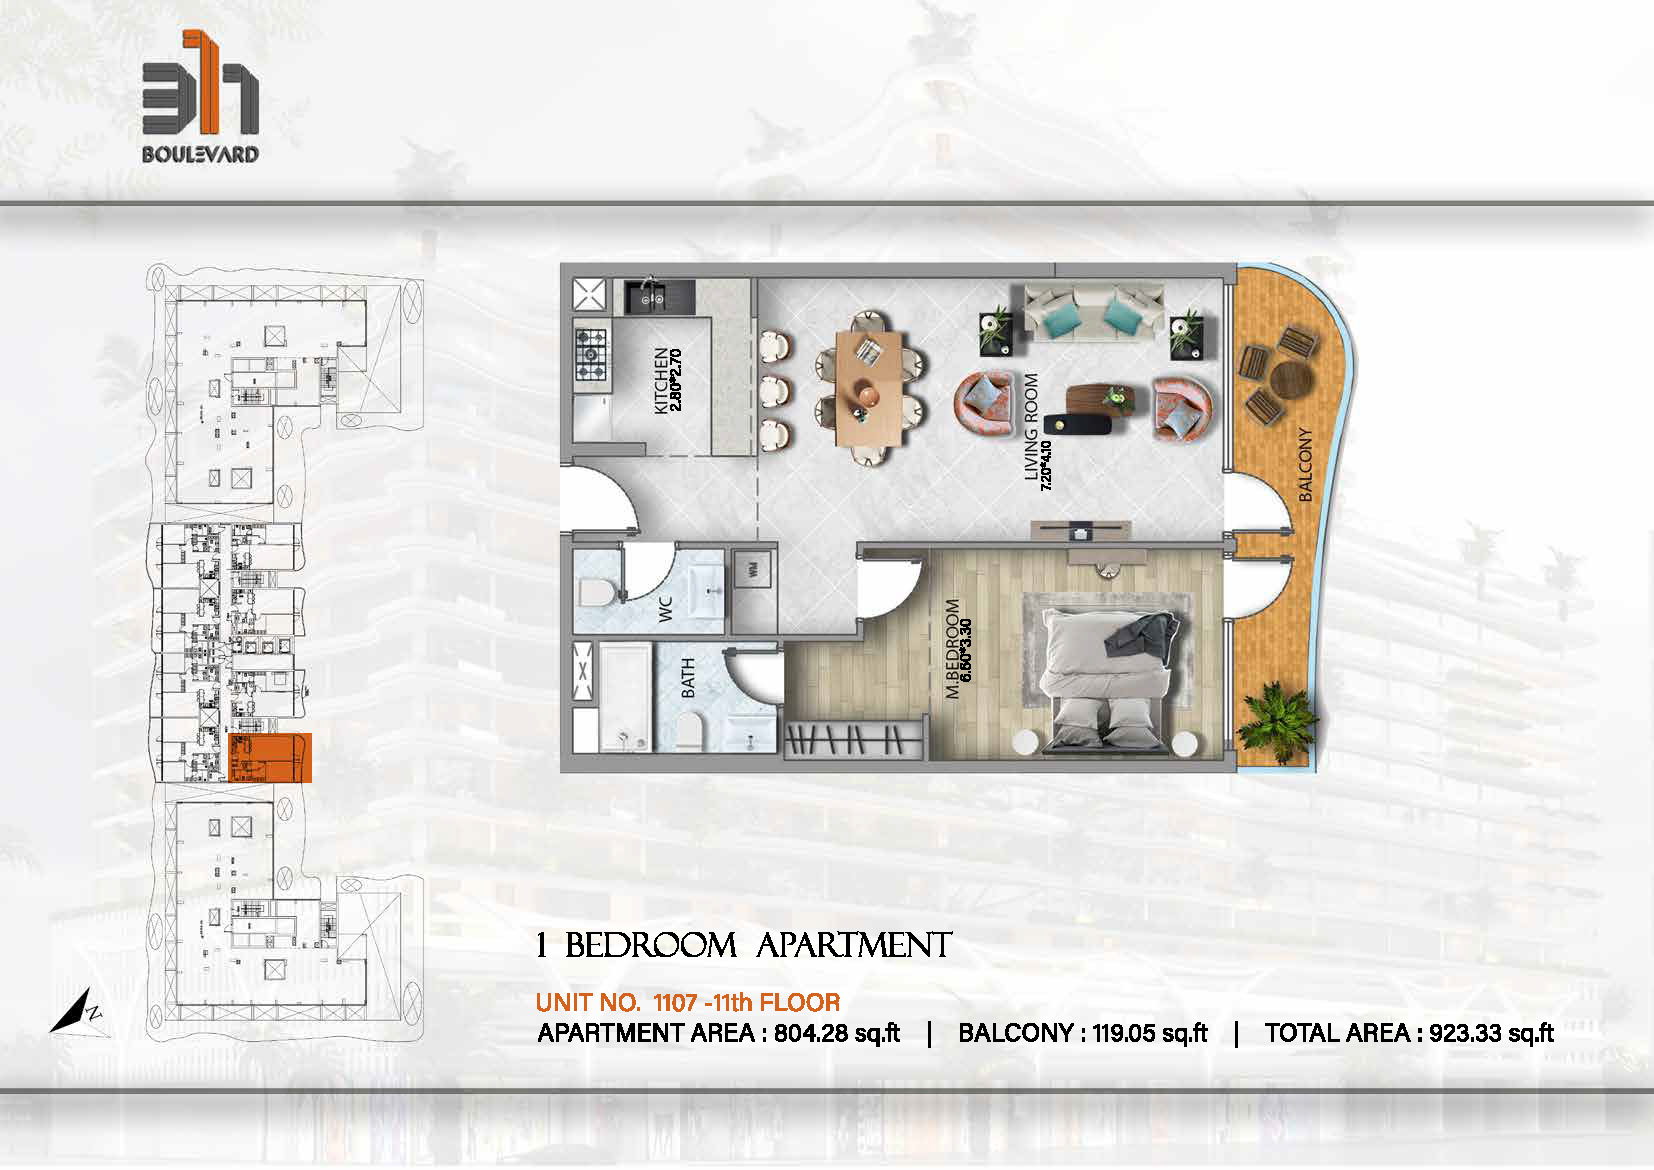 311
BOULEVARD
KITCHEN
2.80*2.70
LIVING ROOM
7.20*4.10
BALCONY
WC
WM
BATH
M.BEDROOM
6.60*3.30
N
1 BEDROOM APARTMENT
UNIT NO. 1107 -11th FLOOR
APARTMENT AREA : 804.28 sq.ft | BALCONY : 119.05 sq.ft | TOTAL AREA : 923.33 sq.ft